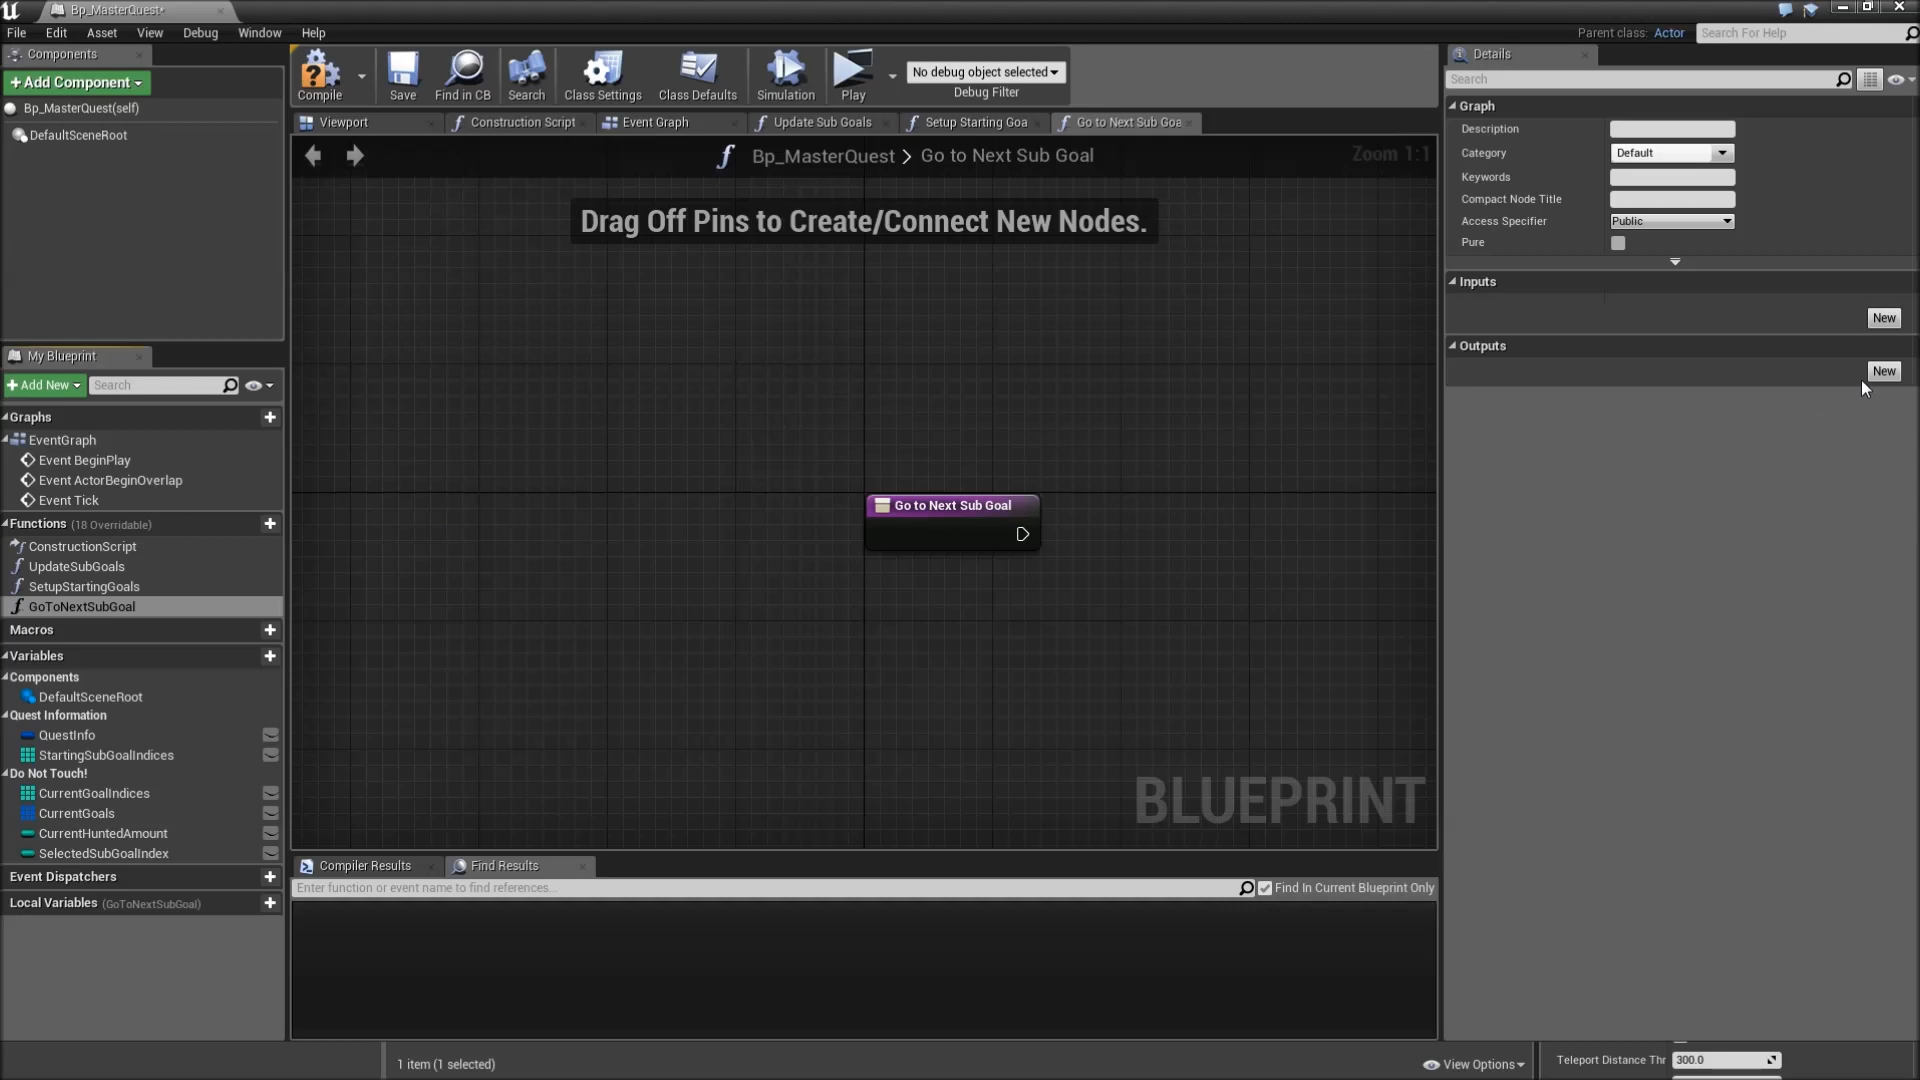 Bp_MasterQuest*
File Edit Asset View Debug Window Help
Parent class: Actor
Search For Help
Components
+Add Component
Bp_MasterQuest(self)
DefaultSceneRoot
Compile
Save
Find in CB
Search
Class Settings
Class Defaults
Simulation
Play
No debug object selected
Debug Filter
Viewport
Construction Script
Event Graph
Update Sub Goals
Setup Starting Goa
Go to Next Sub Goa
Bp_MasterQuest > Go to Next Sub Goal
Zoom 1:1
Drag Off Pins to Create/Connect New Nodes.
Go to Next Sub Goal
BLUEPRINT
My Blueprint
+Add New
Search
Graphs
EventGraph
Event BeginPlay
Event ActorBeginOverlap
Event Tick
Functions (18 Overridable)
ConstructionScript
UpdateSubGoals
SetupStartingGoals
GoToNextSubGoal
Macros
Variables
Components
DefaultSceneRoot
Quest Information
QuestInfo
StartingSubGoalIndices
Do Not Touch!
CurrentGoalIndices
CurrentGoals
CurrentHuntedAmount
SelectedSubGoalIndex
Event Dispatchers
Local Variables (GoToNextSubGoal)
Compiler Results
Find Results
Enter function or event name to find references...
Find In Current Blueprint Only
Details
Search
Graph
Description
Category Default
Keywords
Compact Node Title
Access Specifier Public
Pure
Inputs
New
Outputs
New
1 item (1 selected)
View Options
Teleport Distance Thr 300.0